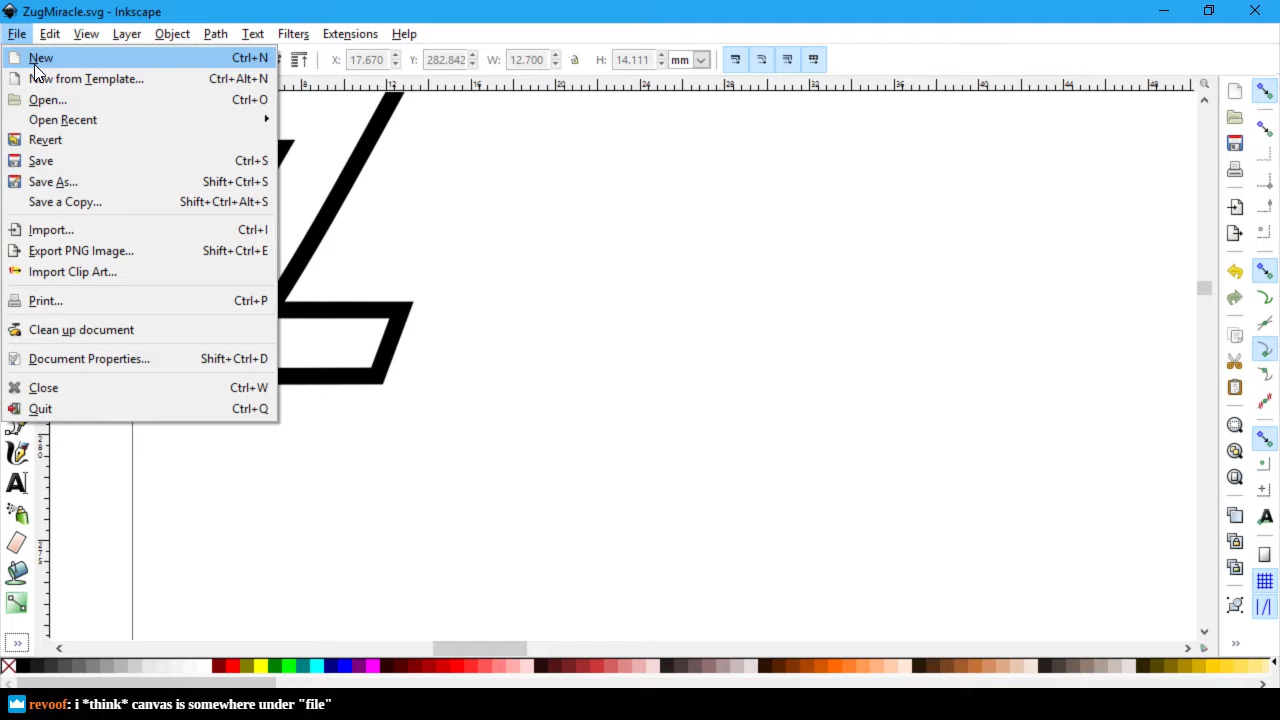 ZugMiracle.svg - Inkscape
File Edit View Layer Object Path Text Filters Extensions Help
X: 17.670 Y: 282.842 W: 12.700 H: 14.111 mm
New Ctrl+N
New from Template... Ctrl+Alt+N
Open... Ctrl+O
Open Recent
Revert
Save Ctrl+S
Save As... Shift+Ctrl+S
Save a Copy... Shift+Ctrl+Alt+S
Import... Ctrl+I
Export PNG Image... Shift+Ctrl+E
Import Clip Art...
Print... Ctrl+P
Clean up document
Document Properties... Shift+Ctrl+D
Close Ctrl+W
Quit Ctrl+Q
revoof: i *think* canvas is somewhere under "file"